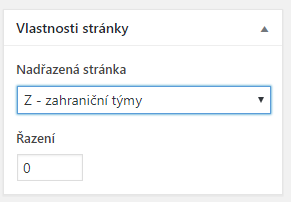 Vlastnosti stránky
Nadřazená stránka
Z - zahraniční týmy
Řazení
0